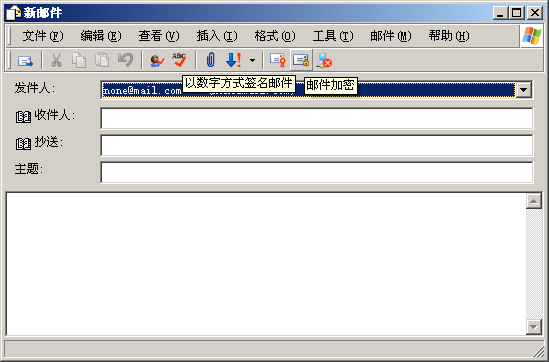 新邮件
文件(F) 编辑(E) 查看(V) 插入(I) 格式(O) 工具(T) 邮件(M) 帮助(H)
ABC
以数字方式签名邮件
邮件加密
发件人: none@mail.com
收件人:
抄送:
主题: